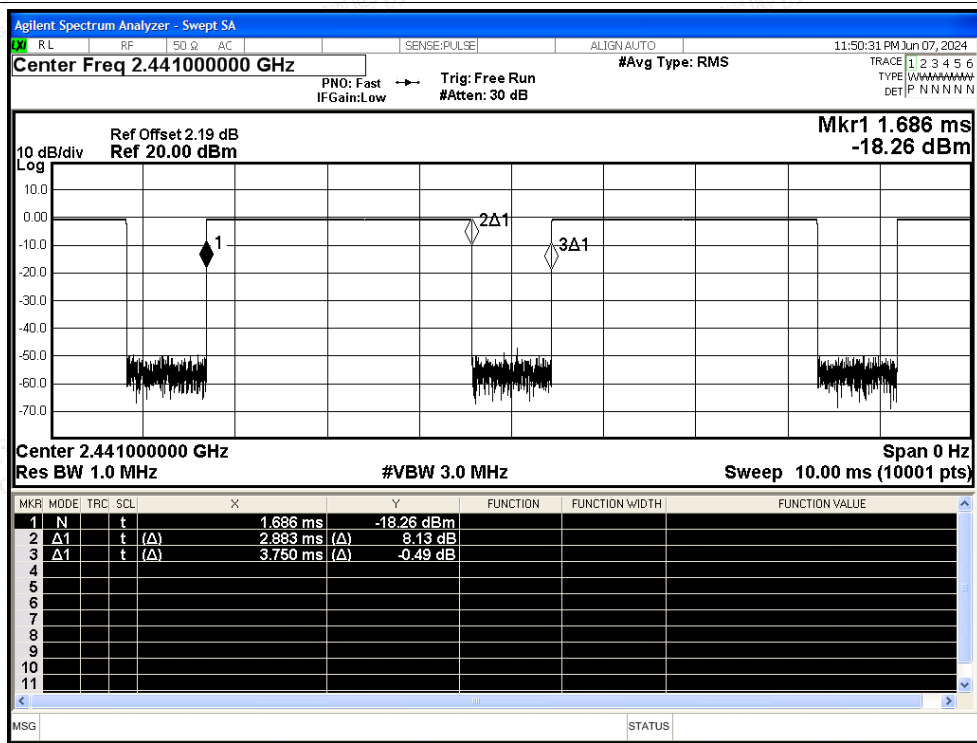 Agilent Spectrum Analyzer - Swept SA
LXI RL RF 50 Ω AC SENSE:PULSE ALIGN AUTO 11:50:31 PM Jun 07, 2024
Center Freq 2.441000000 GHz
PNO: Fast
IFGain:Low
Trig: Free Run
#Atten: 30 dB
#Avg Type: RMS
TRACE 1 2 3 4 5 6
TYPE WWWWWW
DET P N N N N N
Mkr1 1.686 ms
-18.26 dBm
Ref Offset 2.19 dB
10 dB/div Ref 20.00 dBm
Log
10.0
0.00
-10.0
-20.0
-30.0
-40.0
-50.0
-60.0
-70.0
1
2Δ1
3Δ1
Center 2.441000000 GHz Span 0 Hz
Res BW 1.0 MHz #VBW 3.0 MHz Sweep 10.00 ms (10001 pts)
MKR MODE TRC SCL X Y FUNCTION FUNCTION WIDTH FUNCTION VALUE
1 N t 1.686 ms -18.26 dBm
2 Δ1 t (Δ) 2.883 ms (Δ) 8.13 dB
3 Δ1 t (Δ) 3.750 ms (Δ) -0.49 dB
4
5
6
7
8
9
10
11
MSG STATUS